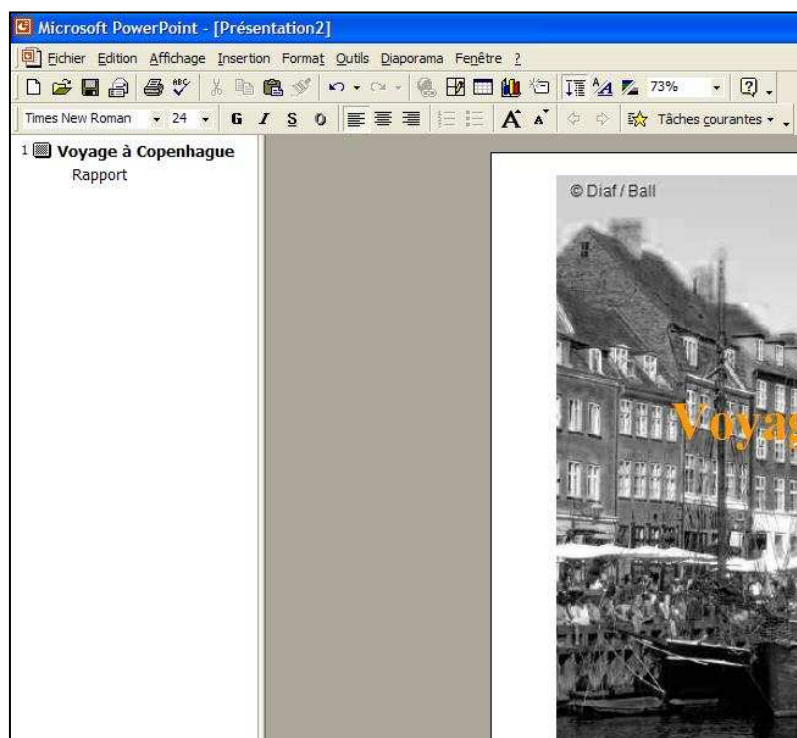 Microsoft PowerPoint - [Présentation2]
Fichier Edition Affichage Insertion Format Outils Diaporama Fenêtre ?
ABC 73%
Times New Roman 24 G I S O A A Tâches courantes
1 Voyage à Copenhague
Rapport
© Diaf / Ball
Voyag